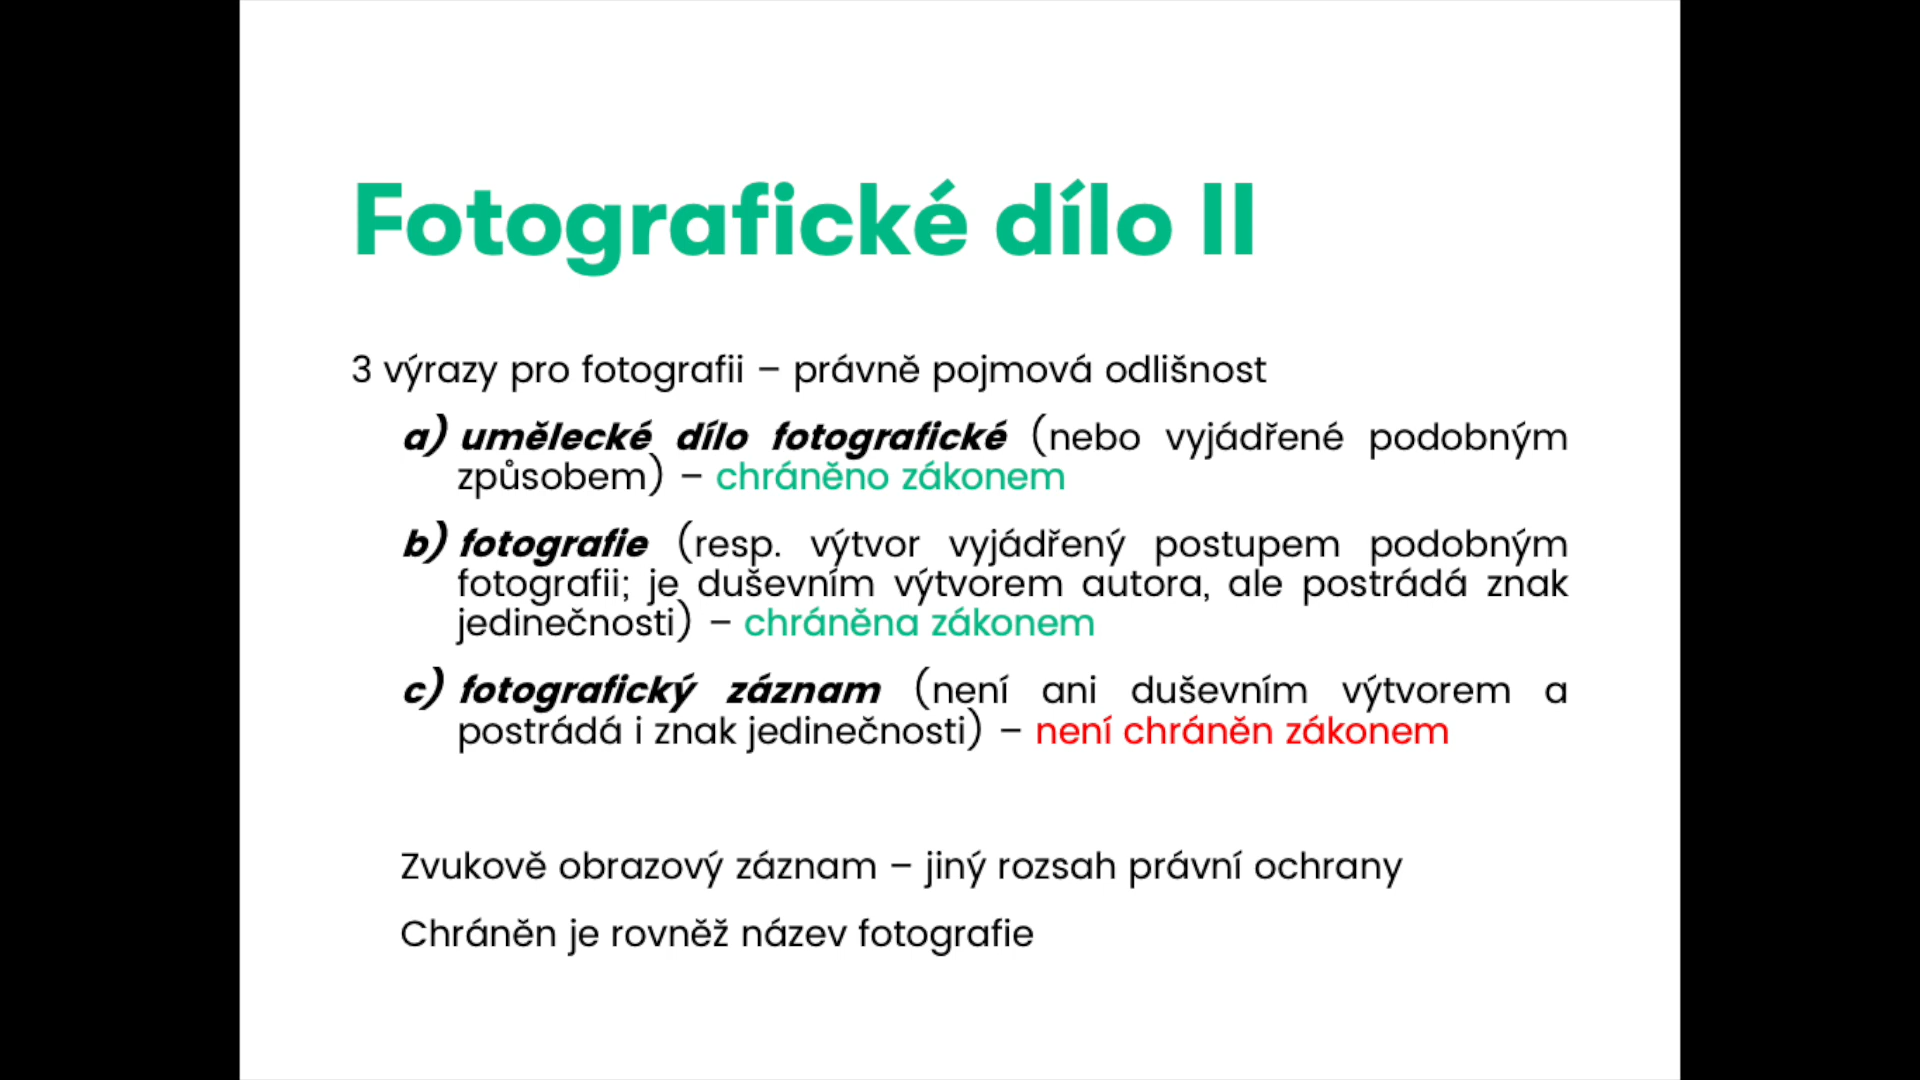 Fotografické dílo II
3 výrazy pro fotografii – právně pojmová odlišnost
a) umělecké dílo fotografické (nebo vyjádřené podobným
způsobem) – chráněno zákonem
b) fotografie (resp. výtvor vyjádřený postupem podobným
fotografii; je duševním výtvorem autora, ale postrádá znak
jedinečnosti) – chráněna zákonem
c) fotografický záznam (není ani duševním výtvorem a
postrádá i znak jedinečnosti) – není chráněn zákonem
Zvukově obrazový záznam – jiný rozsah právní ochrany
Chráněn je rovněž název fotografie